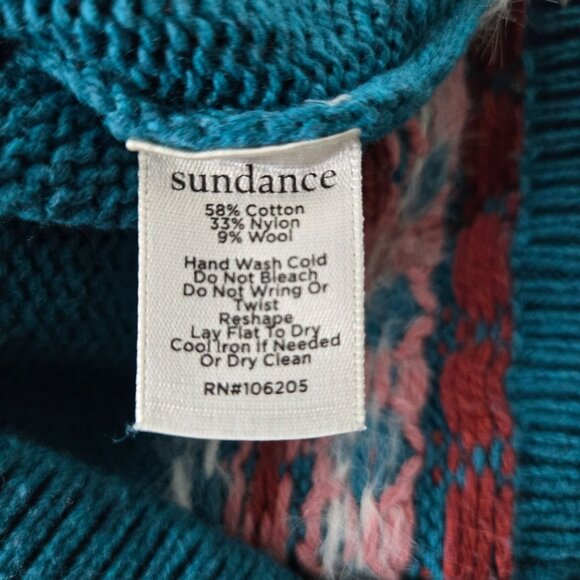 sundance
58% Cotton
33% Nylon
9% Wool
Hand Wash Cold
Do Not Bleach
Do Not Wring Or
Twist
Reshape
Lay Flat To Dry
Cool Iron If Needed
Or Dry Clean
RN#106205